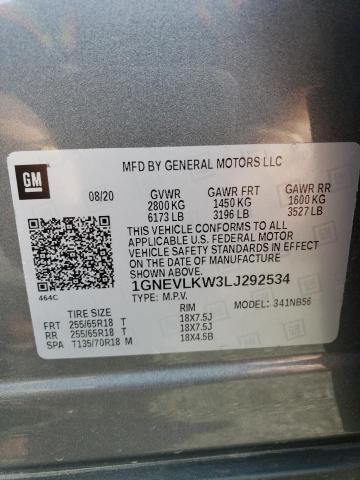 GM
MFD BY GENERAL MOTORS LLC
08/20 GVWR GAWR FRT GAWR RR
2800 KG 1450 KG 1600 KG
6173 LB 3196 LB 3527 LB
THIS VEHICLE CONFORMS TO ALL
APPLICABLE U.S. FEDERAL MOTOR
VEHICLE SAFETY STANDARDS IN EFFECT
ON THE DATE OF MANUFACTURE
SHOWN ABOVE.
1GNEVLKW3LJ292534
464C
TYPE: M.P.V. MODEL: 341NB56
TIRE SIZE RIM
FRT 255/65R18 T 18X7.5J
RR 255/65R18 T 18X7.5J
SPA T135/70R18 M 18X4.5B